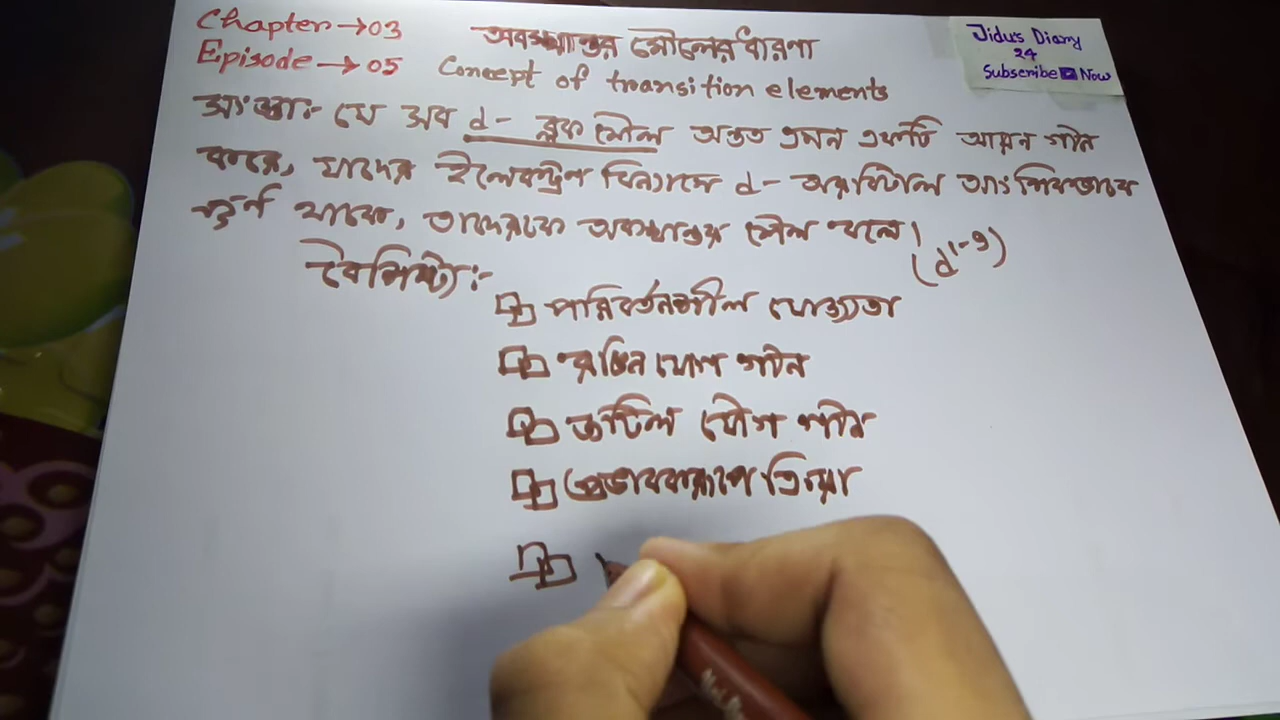 Chapter→03
অবস্থান্তর মৌলের ধারণা
Jidus Diary
24
Subscribe Now
Episode→05
Concept of transition elements
সংজ্ঞাঃ যে সব d- ব্লক মৌল অন্তত এমন একটি আয়ন গঠন
করে, যাদের ইলেকট্রন বিন্যাসে d- অরবিটাল আংশিকভাবে
পূর্ণ থাকে, তাদেরকে অবস্থান্তর মৌল বলে।
(d¹⁻⁹)
বৈশিষ্ট্যঃ
পরিবর্তনশীল যোজ্যতা
রঙিন যৌগ গঠন
জটিল যৌগ গঠন
প্রভাবকরূপে ক্রিয়া